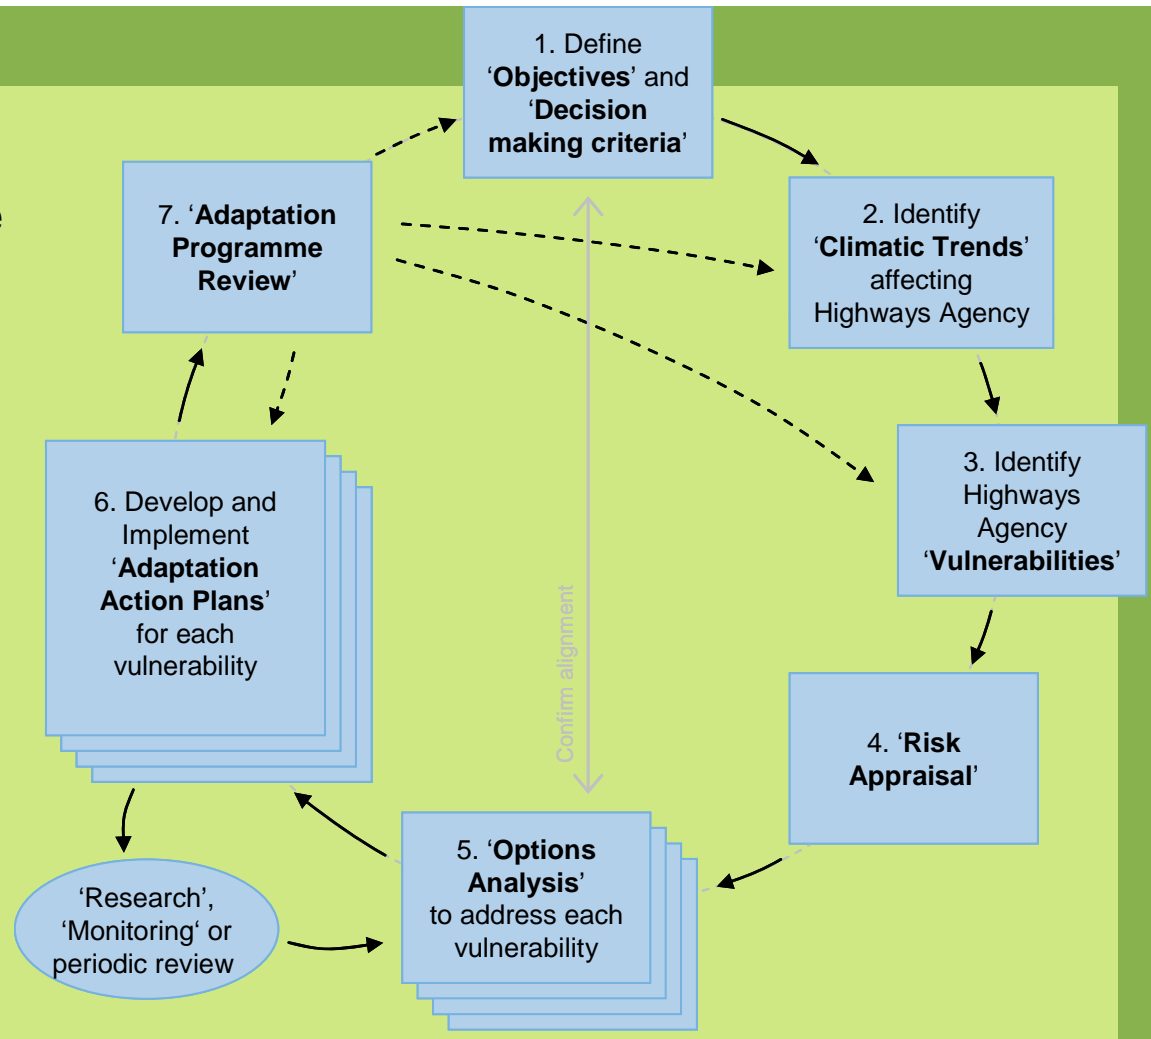 1. Define
‘Objectives’ and
‘Decision
making criteria’
7. ‘Adaptation
Programme
Review’
e
2. Identify
‘Climatic Trends’
affecting
Highways Agency
3. Identify
Highways
Agency
‘Vulnerabilities’
6. Develop and
Implement
‘Adaptation
Action Plans’
for each
vulnerability
Confirm alignment
4. ‘Risk
Appraisal’
5. ‘Options
Analysis’
to address each
vulnerability
‘Research’,
‘Monitoring‘ or
periodic review